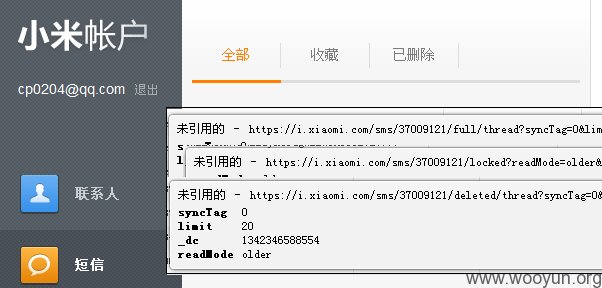 小米帐户
全部 收藏 已删除
cp0204@qq.com 退出
未引用的 - https://i.xiaomi.com/sms/37009121/full/thread?syncTag=0&lim
未引用的 - https://i.xiaomi.com/sms/37009121/locked?readMode=older&
未引用的 - https://i.xiaomi.com/sms/37009121/deleted/thread?syncTag=0&
syncTag 0
limit 20
_dc 1342346588554
readMode older
联系人
短信
www.wooyun.org